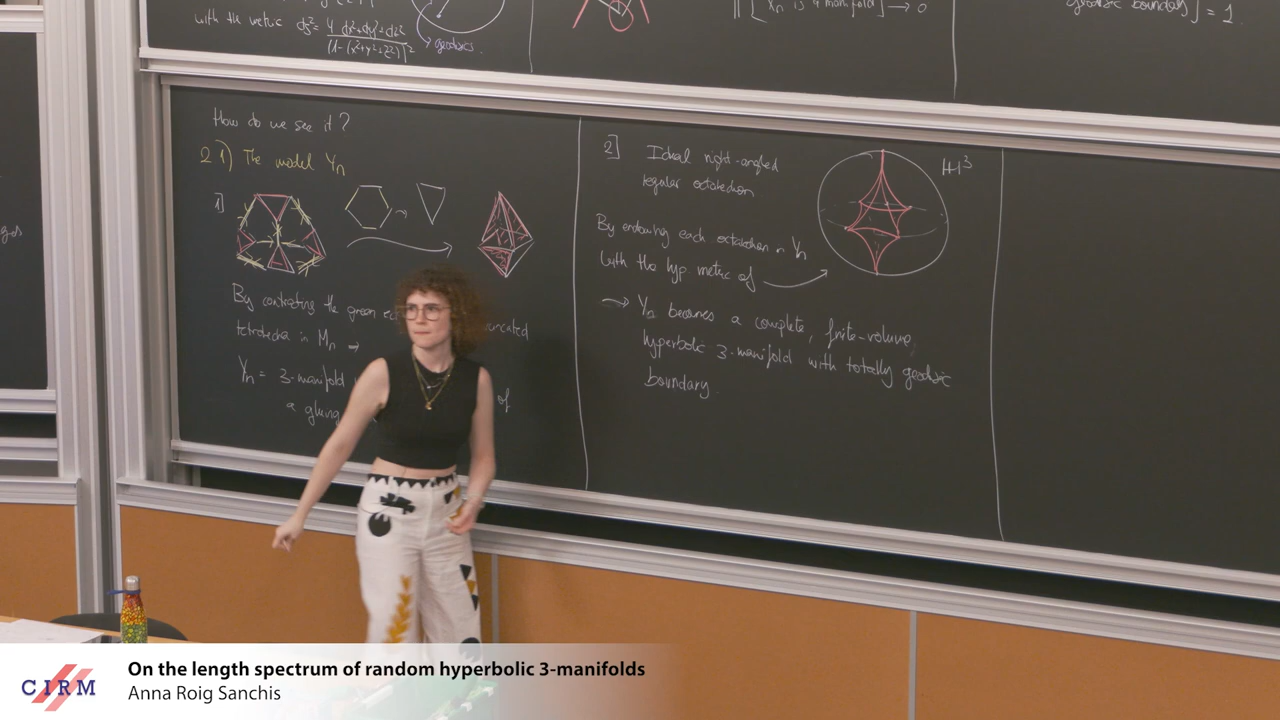 with the metric ds² = 4 dx²+dy²+dz² / (1-(x²+y²+z²))²
geodesics.
Xn is a manifold] → 0
geodesic boundary] = 1.
How do we see it?
2 1) The model Yn
1]
By contracting the green
truncated
tetrahedra in Mn →
Yn = 3-manifold
a gluing
of
2] Ideal right-angled
regular octahedron
H³
By endowing each octahedron in Yn
with the hyp. metric of
→ Yn becomes a complete, finite-volume,
hyperbolic 3-manifold with totally geodesic
boundary.
CIRM
On the length spectrum of random hyperbolic 3-manifolds
Anna Roig Sanchis